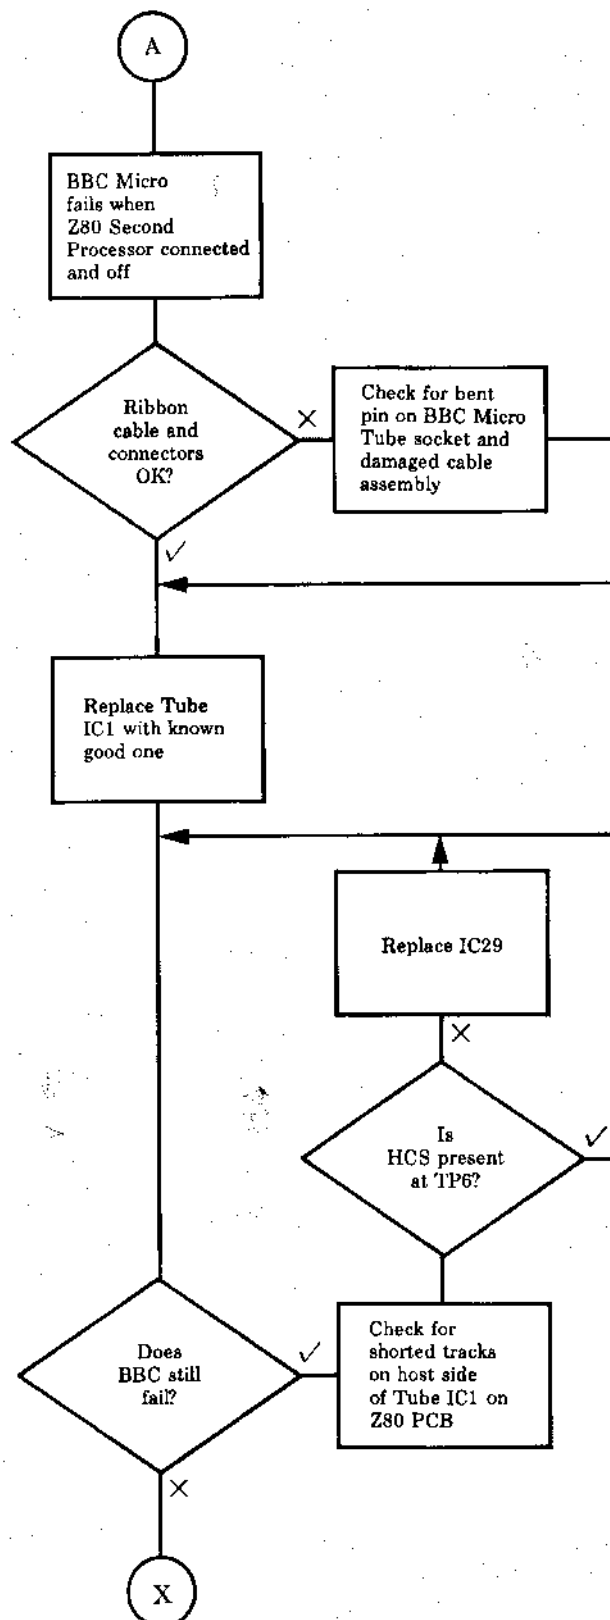 A
BBC Micro
fails when
Z80 Second
Processor connected
and off
Ribbon
cable and
connectors
OK?
Check for bent
pin on BBC Micro
Tube socket and
damaged cable
assembly
Replace Tube
IC1 with known
good one
Replace IC29
Is
HCS present
at TP6?
Does
BBC still
fail?
Check for
shorted tracks
on host side
of Tube IC1 on
Z80 PCB
X